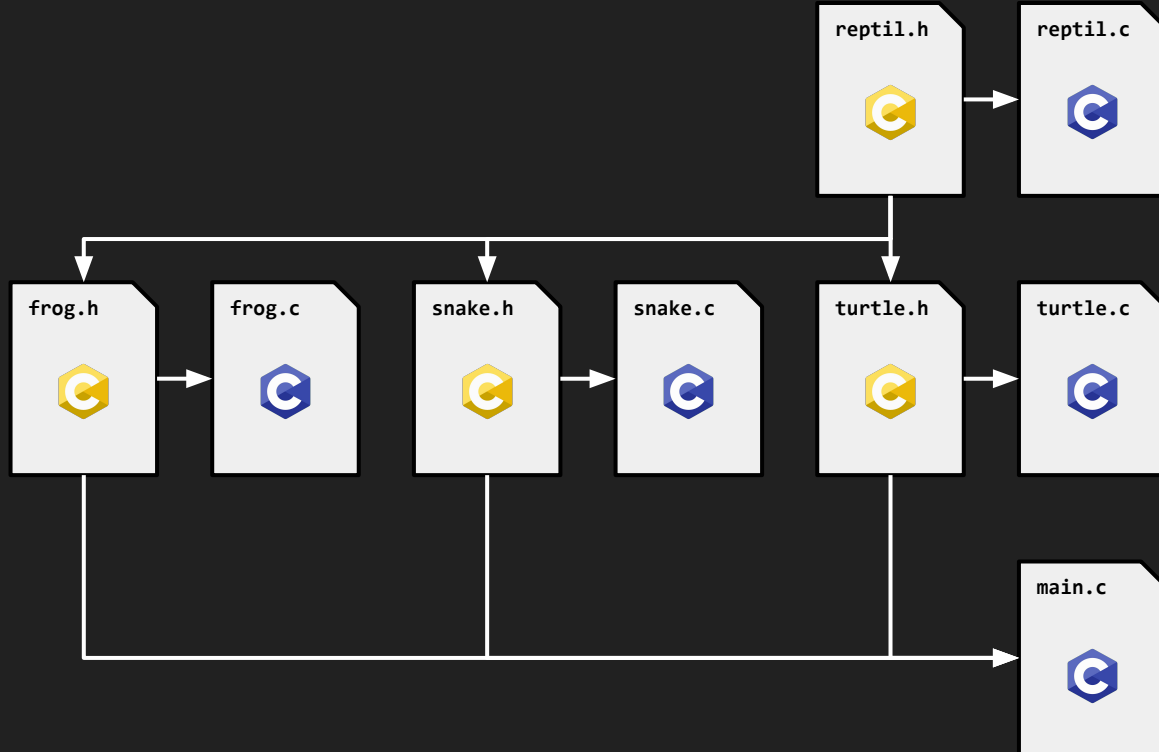 reptil.h
reptil.c
frog.h
frog.c
snake.h
snake.c
turtle.h
turtle.c
main.c